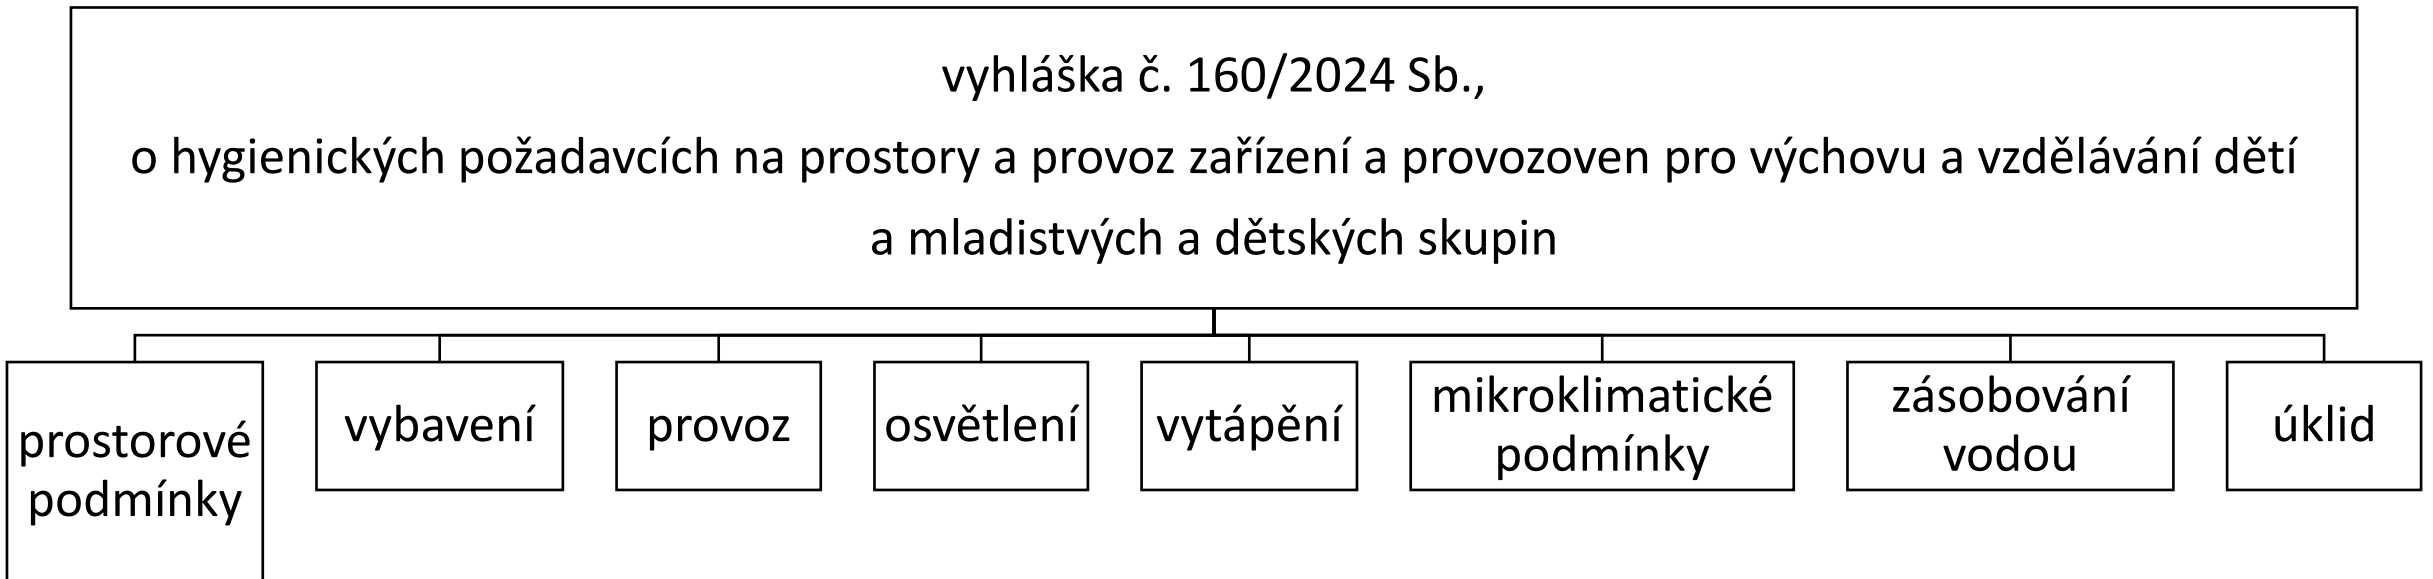 vyhláška č. 160/2024 Sb.,
o hygienických požadavcích na prostory a provoz zařízení a provozoven pro výchovu a vzdělávání dětí
a mladistvých a dětských skupin
prostorové
podmínky
vybavení
provoz
osvětlení
vytápění
mikroklimatické
podmínky
zásobování
vodou
úklid